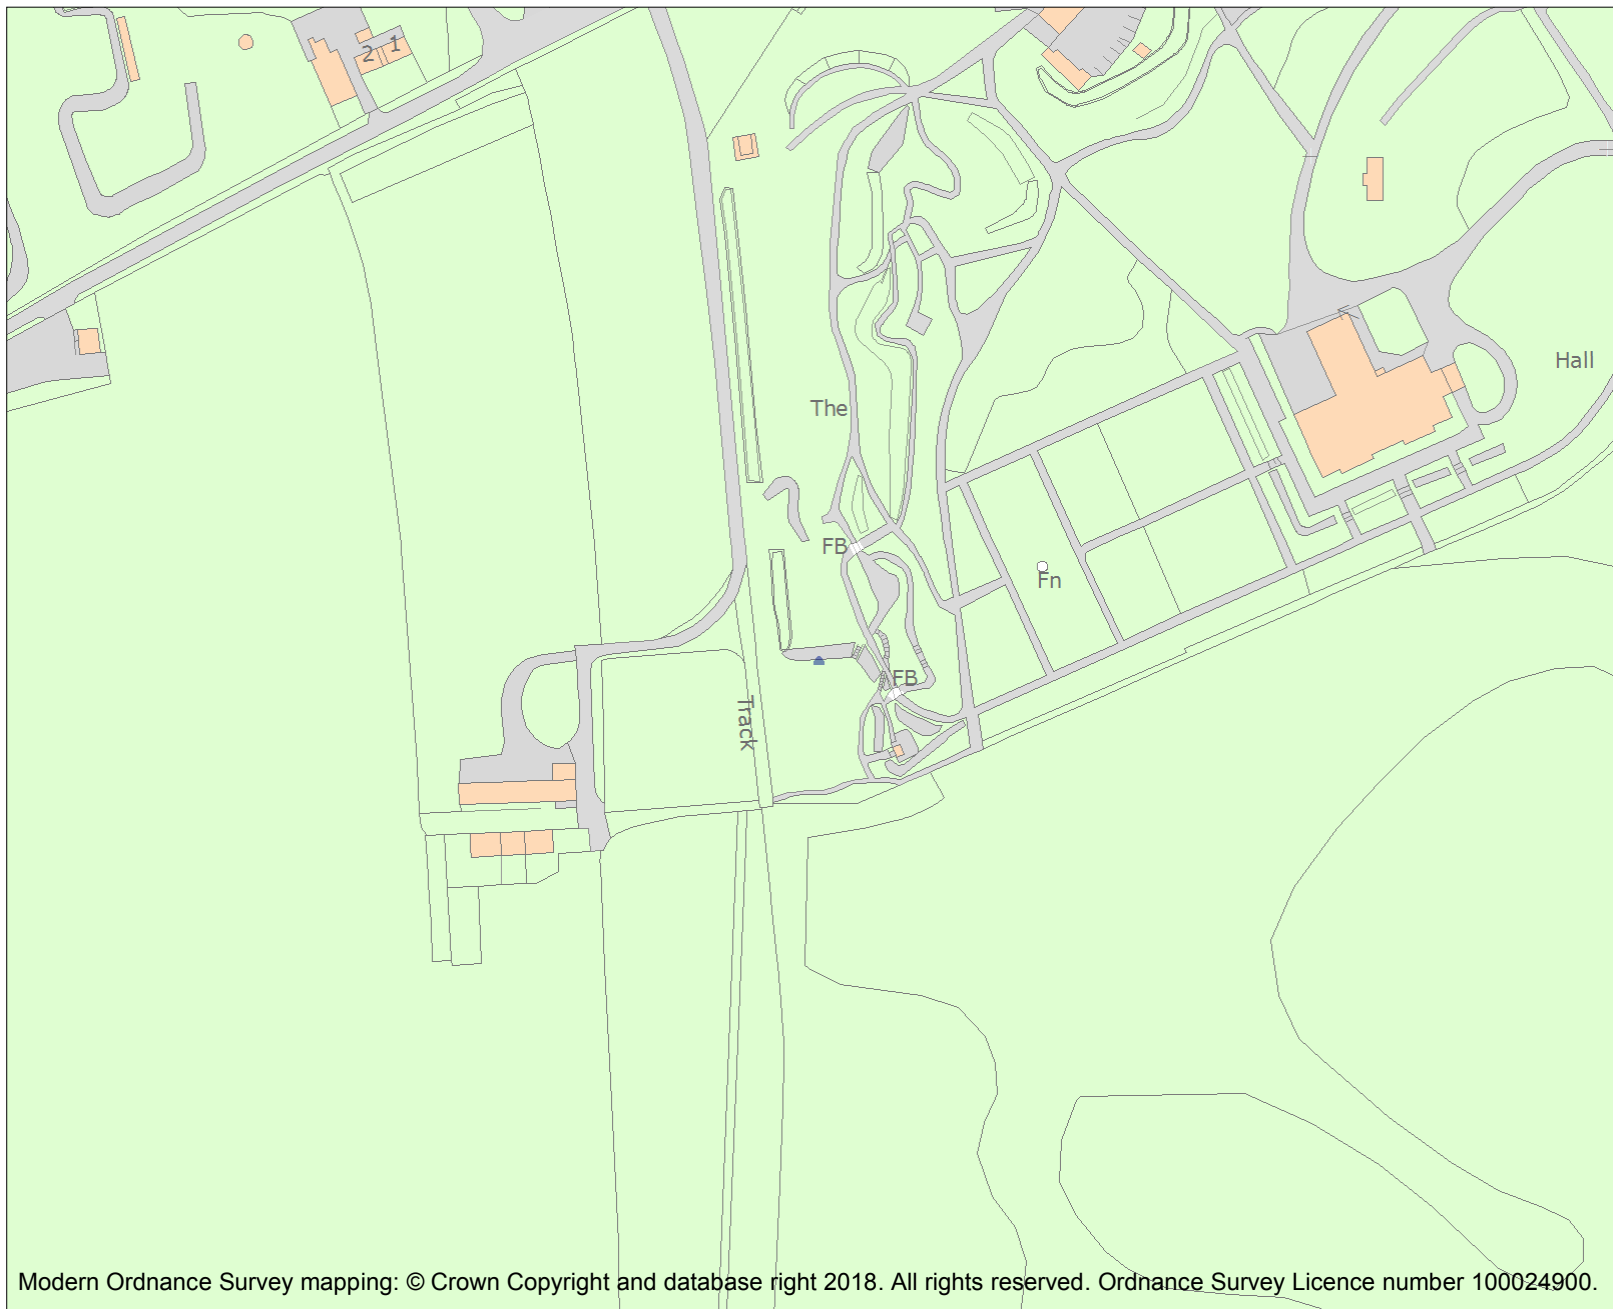 2 1
Hall
The
FB
Fn
FB
Track
Modern Ordnance Survey mapping: © Crown Copyright and database right 2018. All rights reserved. Ordnance Survey Licence number 100024900.